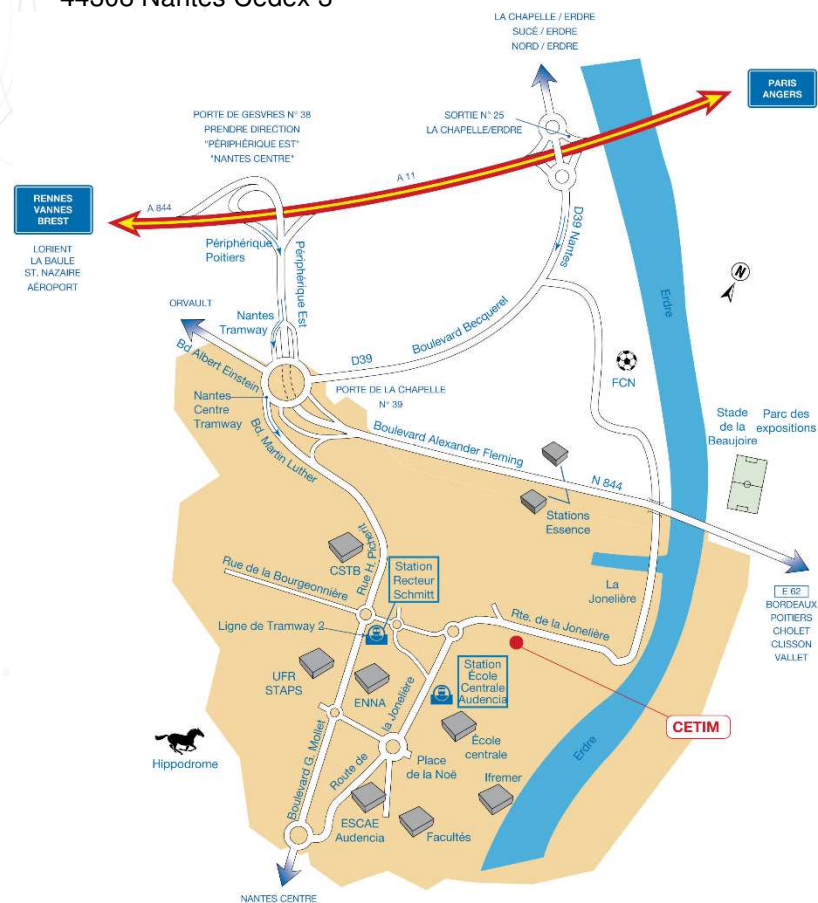 44308 Nantes Cedex 3
LA CHAPELLE / ERDRE
SUCÉ / ERDRE
NORD / ERDRE
PARIS
ANGERS
PORTE DE GESVRES N° 38
PRENDRE DIRECTION
"PÉRIPHÉRIQUE EST"
"NANTES CENTRE"
SORTIE N° 25
LA CHAPELLE/ERDRE
A 11
RENNES
VANNES
BREST
A 844
LORIENT
LA BAULE
ST. NAZAIRE
AÉROPORT
Périphérique
Poitiers
Périphérique Est
D39 Nantes
Erdre
N
ORVAULT
Nantes
Tramway
Boulevard Becquerel
D39
Bd Albert Einstein
FCN
PORTE DE LA CHAPELLE
N° 39
Nantes
Centre
Tramway
Bd. Martin Luther
Boulevard Alexander Fleming
Stade
de la
Beaujoire
Parc des
expositions
N 844
Stations
Essence
CSTB
Rue H. Picherit
Station
Recteur
Schmitt
Rue de la Bourgeonnière
La
Jonelière
E 62
BORDEAUX
POITIERS
CHOLET
CLISSON
VALLET
Ligne de Tramway 2
Rte. de la Jonelière
UFR
STAPS
ENNA
Station
École
Centrale
Audencia
la Jonelière
Route de
CETIM
École
centrale
Hippodrome
Boulevard G. Mollet
Place
de la Noë
Erdre
Ifremer
ESCAE
Audencia
Facultés
NANTES CENTRE